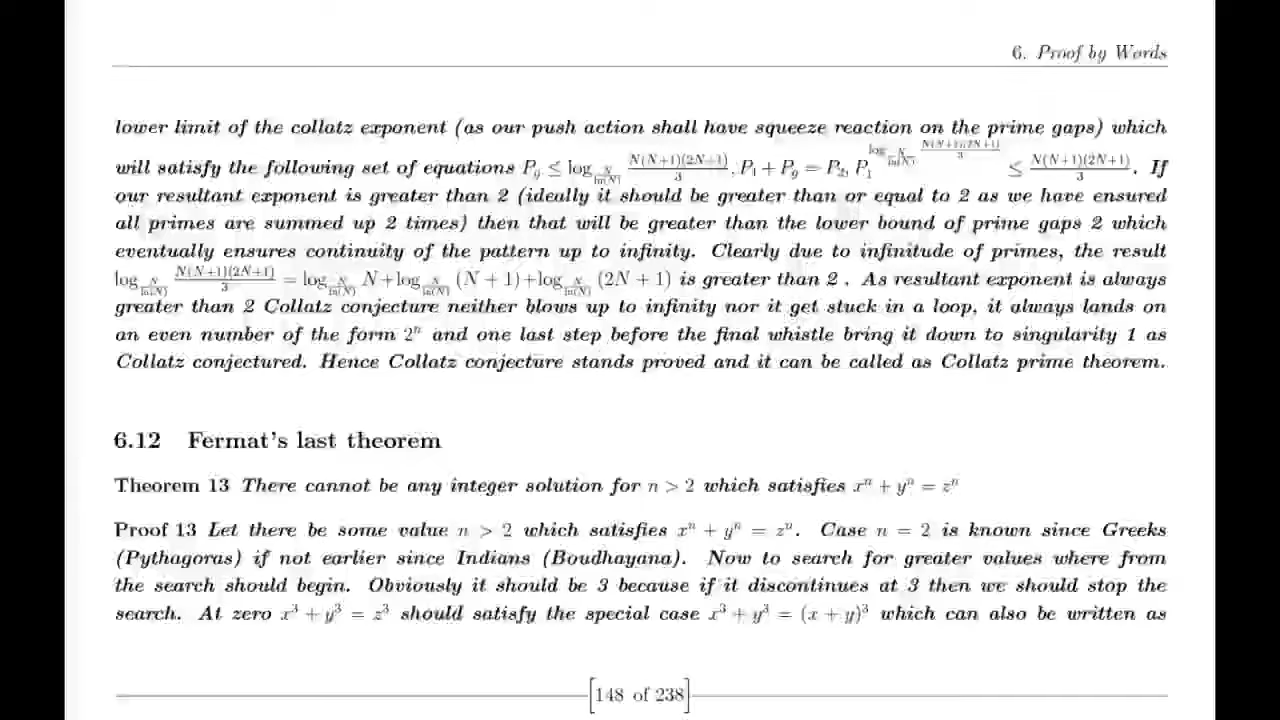 6. Proof by Words
lower limit of the collatz exponent (as our push action shall have squeeze reaction on the prime gaps) which
will satisfy the following set of equations P_g ≤ log_{N/ln(N)} N(N+1)(2N+1)/3, P_1 + P_g = P_2, P_1^{log_{N/ln(N)} N(N+1)(2N+1)/3} ≤ N(N+1)(2N+1)/3. If
our resultant exponent is greater than 2 (ideally it should be greater than or equal to 2 as we have ensured
all primes are summed up 2 times) then that will be greater than the lower bound of prime gaps 2 which
eventually ensures continuity of the pattern up to infinity. Clearly due to infinitude of primes, the result
log_{N/ln(N)} N(N+1)(2N+1)/3 = log_{N/ln(N)} N + log_{N/ln(N)} (N + 1) + log_{N/ln(N)} (2N + 1) is greater than 2 . As resultant exponent is always
greater than 2 Collatz conjecture neither blows up to infinity nor it get stuck in a loop, it always lands on
an even number of the form 2^n and one last step before the final whistle bring it down to singularity 1 as
Collatz conjectured. Hence Collatz conjecture stands proved and it can be called as Collatz prime theorem.
6.12 Fermat's last theorem
Theorem 13 There cannot be any integer solution for n > 2 which satisfies x^n + y^n = z^n
Proof 13 Let there be some value n > 2 which satisfies x^n + y^n = z^n. Case n = 2 is known since Greeks
(Pythagoras) if not earlier since Indians (Boudhayana). Now to search for greater values where from
the search should begin. Obviously it should be 3 because if it discontinues at 3 then we should stop the
search. At zero x^3 + y^3 = z^3 should satisfy the special case x^3 + y^3 = (x + y)^3 which can also be written as
[148 of 238]